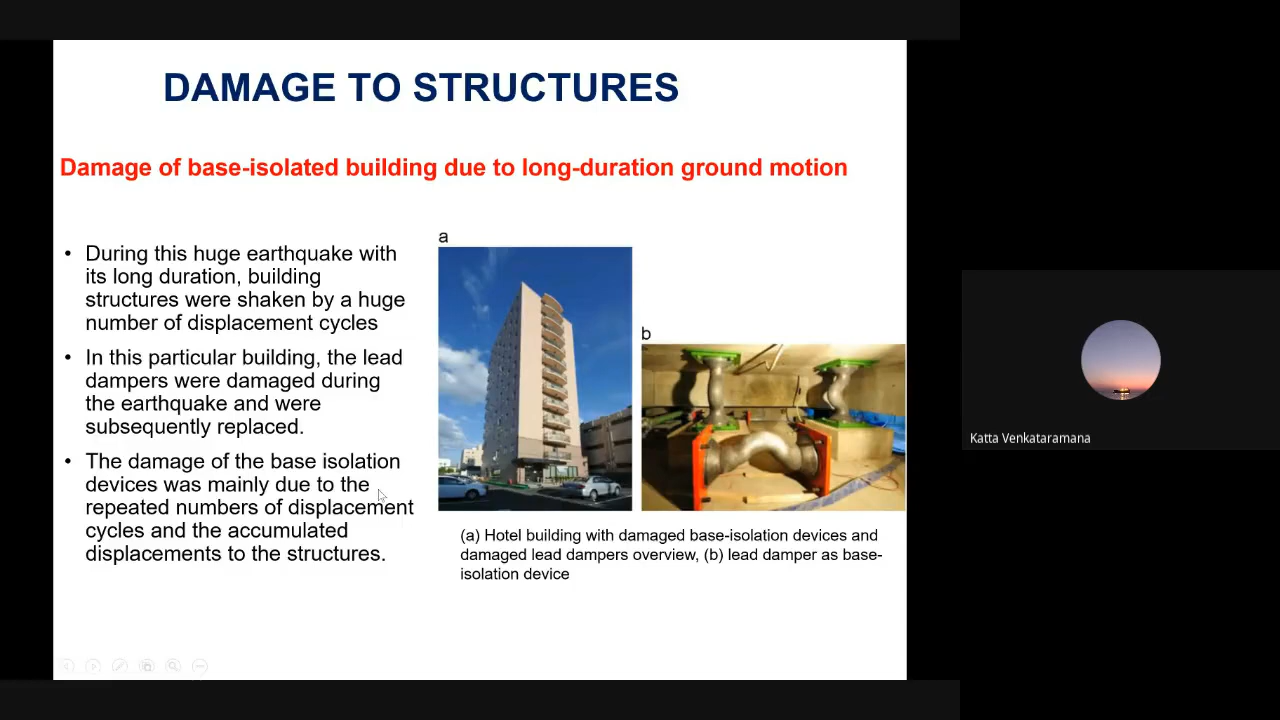 DAMAGE TO STRUCTURES
Damage of base-isolated building due to long-duration ground motion
• During this huge earthquake with
its long duration, building
structures were shaken by a huge
number of displacement cycles
• In this particular building, the lead
dampers were damaged during
the earthquake and were
subsequently replaced.
• The damage of the base isolation
devices was mainly due to the
repeated numbers of displacement
cycles and the accumulated
displacements to the structures.
a
b
(a) Hotel building with damaged base-isolation devices and
damaged lead dampers overview, (b) lead damper as base-
isolation device
Katta Venkataramana